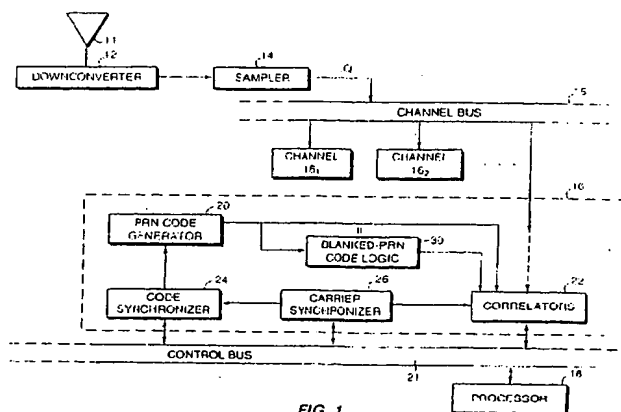 11
12
DOWNCONVERTER
14
SAMPLER
Q
15
CHANNEL BUS
CHANNEL
16₁
CHANNEL
16₂
16
20
PRN CODE
GENERATOR
30
BLANKED-PRN
CODE LOGIC
24
CODE
SYNCHRONIZER
26
CARRIER
SYNCHRONIZER
22
CORRELATORS
CONTROL BUS
21
18
PROCESSOR
FIG. 1